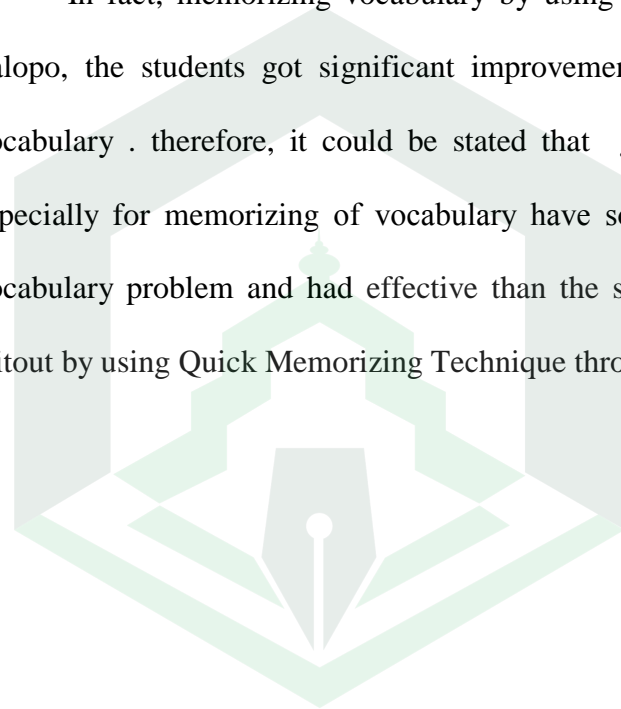 In fact, memorizing vocabulary by using
alopo, the students got significant improvemen
ocabulary . therefore, it could be stated that
pecially for memorizing of vocabulary have s
ocabulary problem and had effective than the s
itout by using Quick Memorizing Technique thro